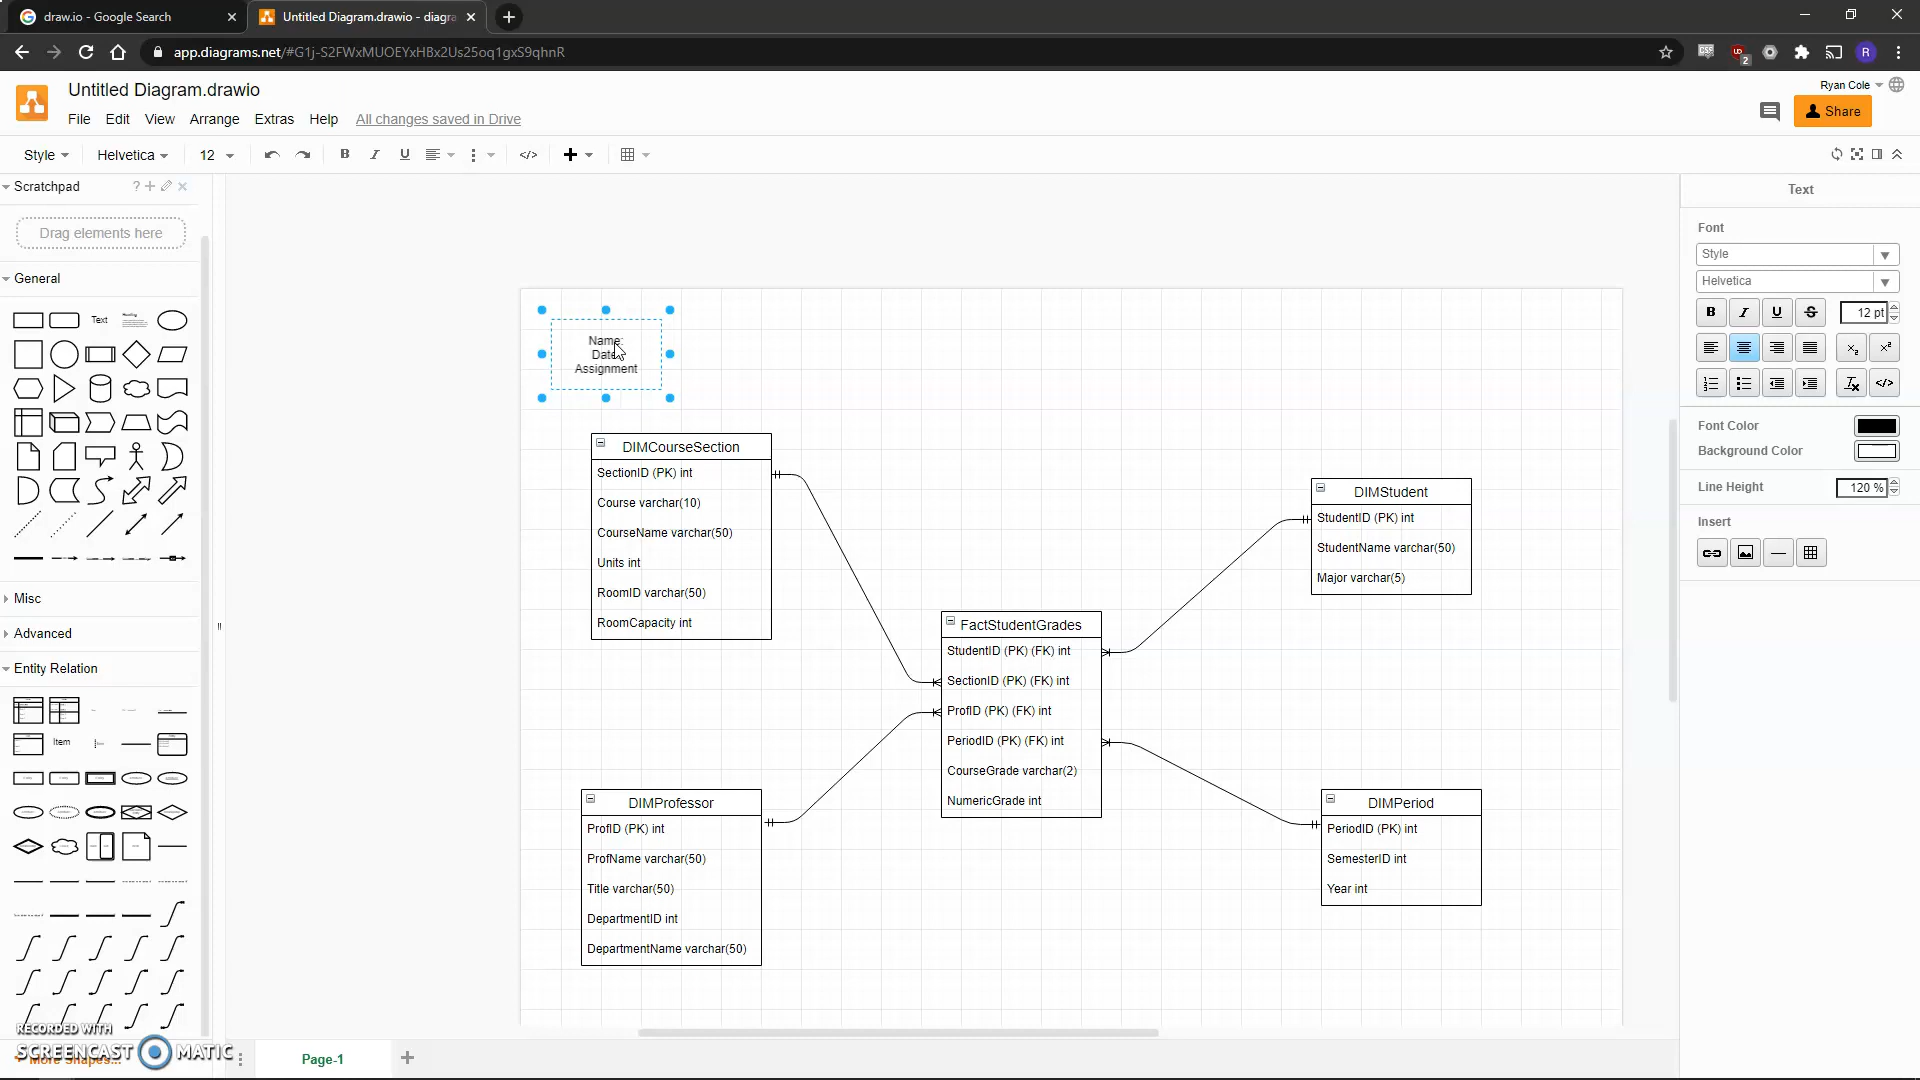 draw.io - Google Search
Untitled Diagram.drawio - diagra
app.diagrams.net/#G1j-S2FWxMUOEYxHBx2Us25oq1gxS9qhnR
2
R
Untitled Diagram.drawio
Ryan Cole
File Edit View Arrange Extras Help All changes saved in Drive
Share
Style Helvetica 12 B I U
Scratchpad
Drag elements here
General
Text
Misc
Advanced
Entity Relation
Item
Name:
Date
Assignment
DIMCourseSection
SectionID (PK) int
Course varchar(10)
CourseName varchar(50)
Units int
RoomID varchar(50)
RoomCapacity int
DIMStudent
StudentID (PK) int
StudentName varchar(50)
Major varchar(5)
FactStudentGrades
StudentID (PK) (FK) int
SectionID (PK) (FK) int
ProfID (PK) (FK) int
PeriodID (PK) (FK) int
CourseGrade varchar(2)
NumericGrade int
DIMProfessor
ProfID (PK) int
ProfName varchar(50)
Title varchar(50)
DepartmentID int
DepartmentName varchar(50)
DIMPeriod
PeriodID (PK) int
SemesterID int
Year int
Text
Font
Style
Helvetica
B I U S 12 pt
Font Color
Background Color
Line Height 120 %
Insert
RECORDED WITH
SCREENCAST MATIC
+ More Shapes...
Page-1